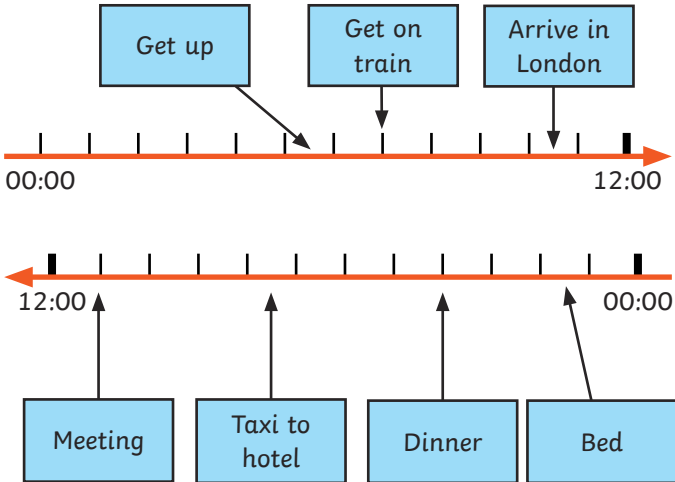 Get up
Get on
train
Arrive in
London
00:00
12:00
12:00
00:00
Meeting
Taxi to
hotel
Dinner
Bed